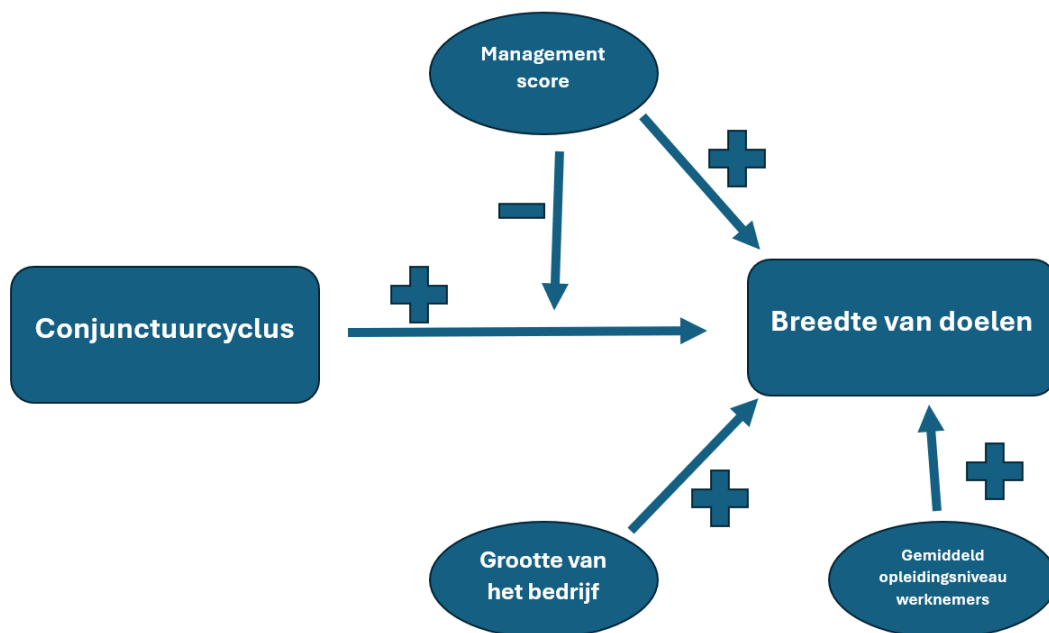 Management
score
Conjunctuurcyclus
Breedte van doelen
Grootte van
het bedrijf
Gemiddeld
opleidingsniveau
werknemers